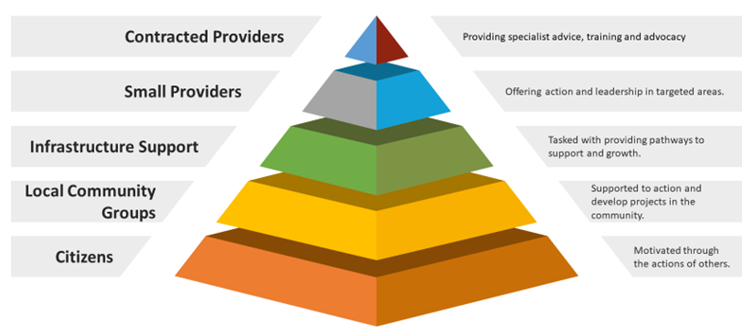 Contracted Providers
Providing specialist advice, training and advocacy
Small Providers
Offering action and leadership in targeted areas.
Infrastructure Support
Tasked with providing pathways to
support and growth.
Local Community
Groups
Supported to action and
develop projects in the
community.
Citizens
Motivated through
the actions of others.